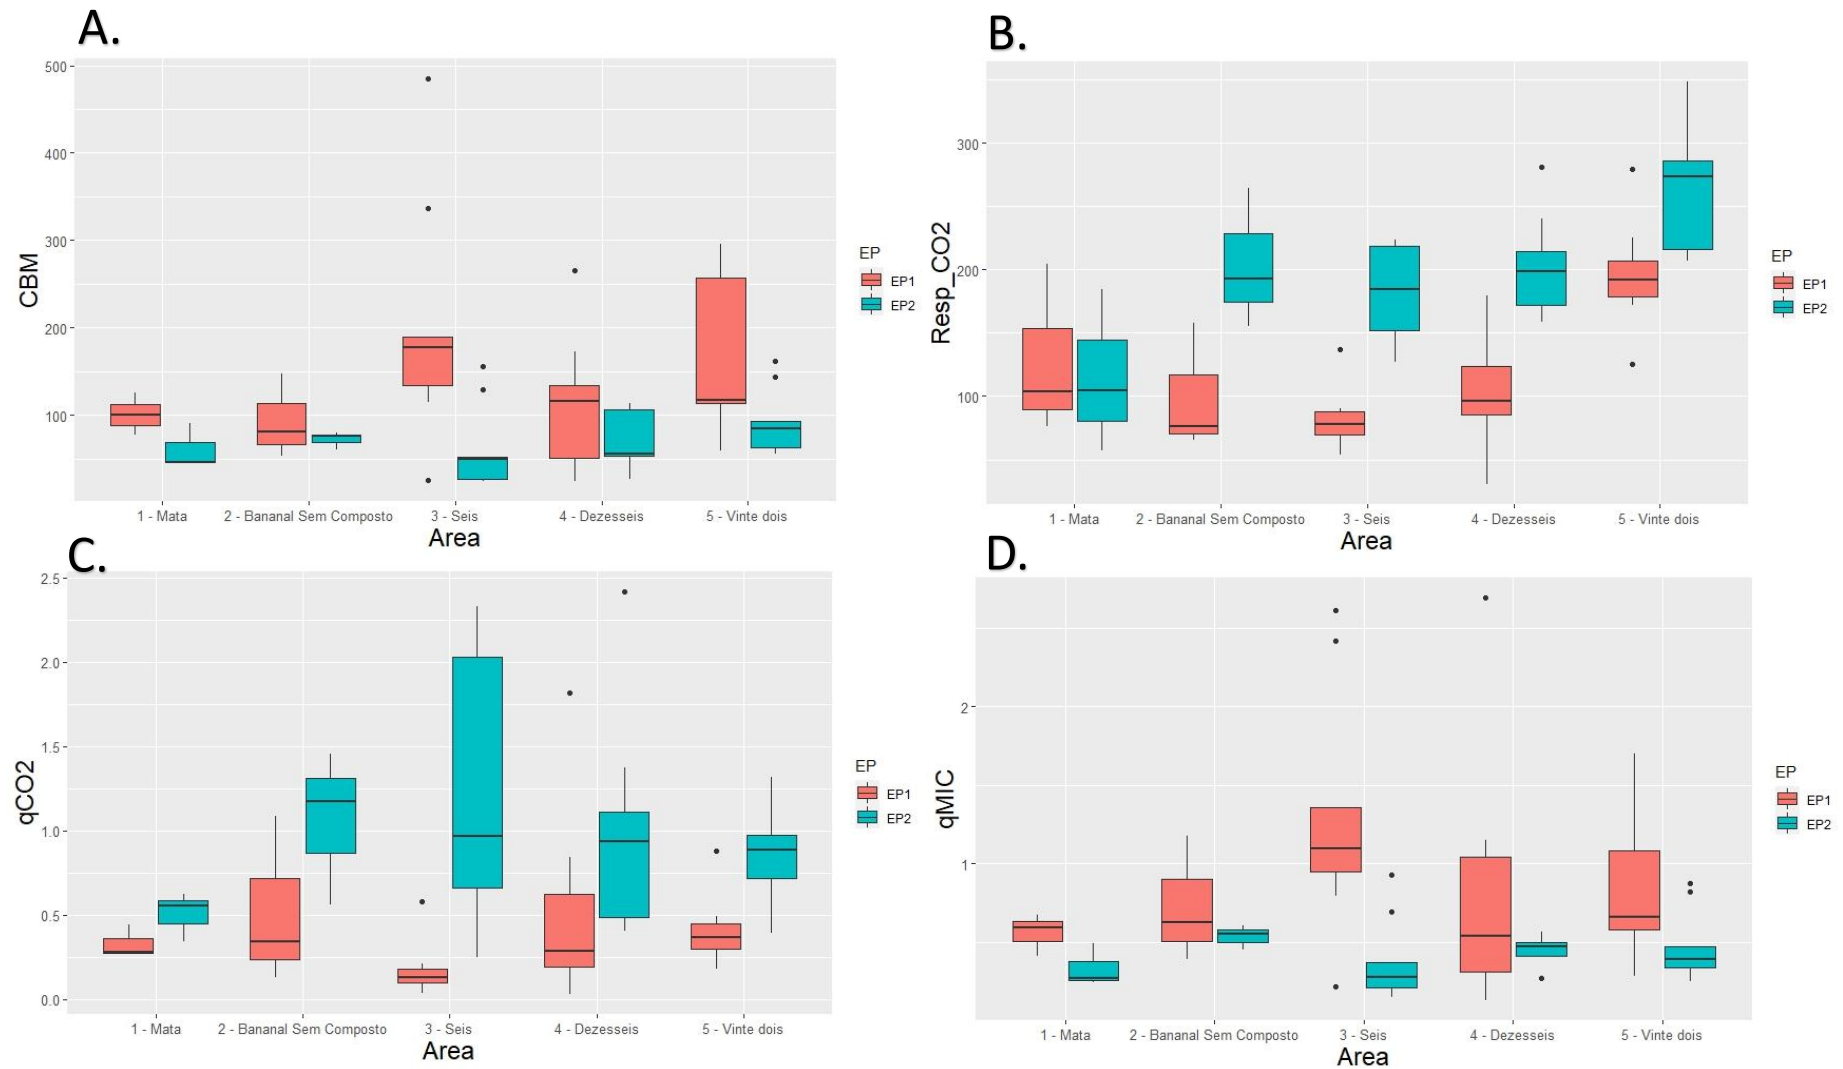 A.
500
400
300
200
100
CBM
1 - Mata
2 - Bananal Sem Composto
3 - Seis
4 - Dezesseis
5 - Vinte dois
Area
EP
EP1
EP2
B.
300
200
100
Resp_CO2
1 - Mata
2 - Bananal Sem Composto
3 - Seis
4 - Dezesseis
5 - Vinte dois
Area
EP
EP1
EP2
C.
2.5
2.0
1.5
1.0
0.5
0.0
qCO2
1 - Mata
2 - Bananal Sem Composto
3 - Seis
4 - Dezesseis
5 - Vinte dois
Area
EP
EP1
EP2
D.
2
1
qMIC
1 - Mata
2 - Bananal Sem Composto
3 - Seis
4 - Dezesseis
5 - Vinte dois
Area
EP
EP1
EP2